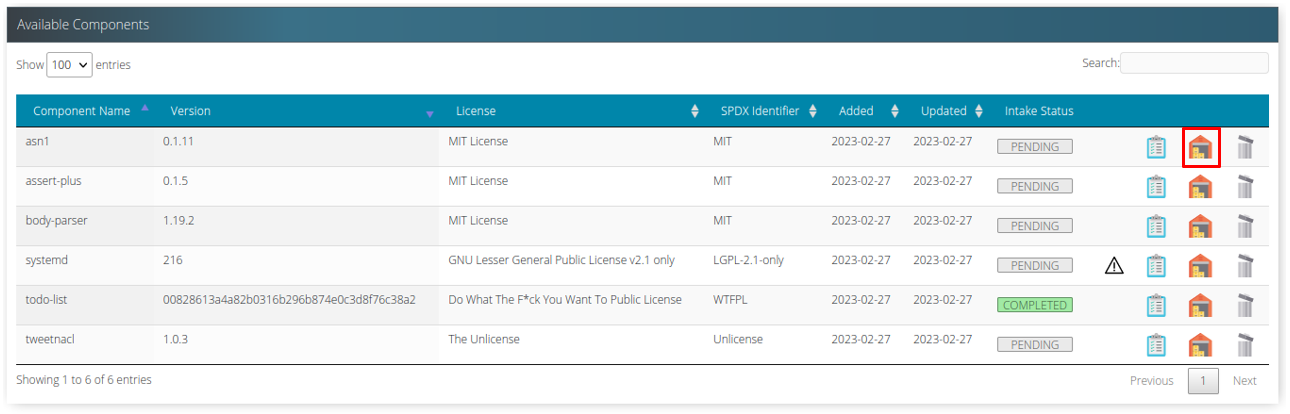 Available Components
Show 100 entries Search:
Component Name Version License SPDX Identifier Added Updated Intake Status
asn1 0.1.11 MIT License MIT 2023-02-27 2023-02-27 PENDING
assert-plus 0.1.5 MIT License MIT 2023-02-27 2023-02-27 PENDING
body-parser 1.19.2 MIT License MIT 2023-02-27 2023-02-27 PENDING
systemd 216 GNU Lesser General Public License v2.1 only LGPL-2.1-only 2023-02-27 2023-02-27 PENDING
todo-list 00828613a4a82b0316b296b874e0c3d8f76c38a2 Do What The F*ck You Want To Public License WTFPL 2023-02-27 2023-02-27 COMPLETED
tweetnacl 1.0.3 The Unlicense Unlicense 2023-02-27 2023-02-27 PENDING
Showing 1 to 6 of 6 entries Previous 1 Next